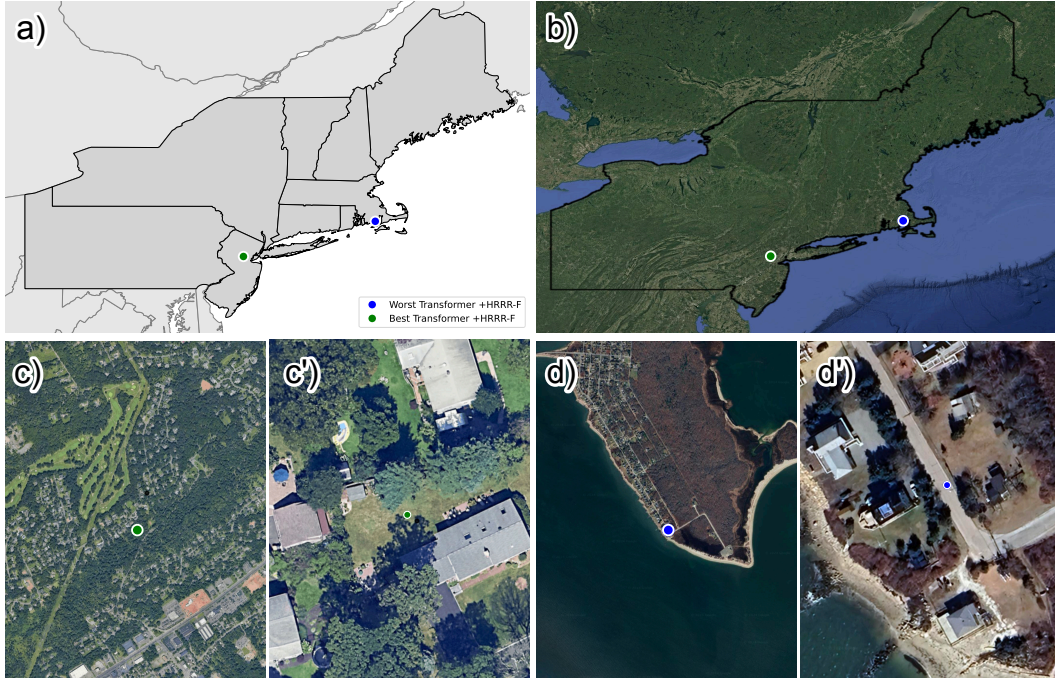 a)
b)
Worst Transformer +HRRR-F
Best Transformer +HRRR-F
c)
c')
d)
d')